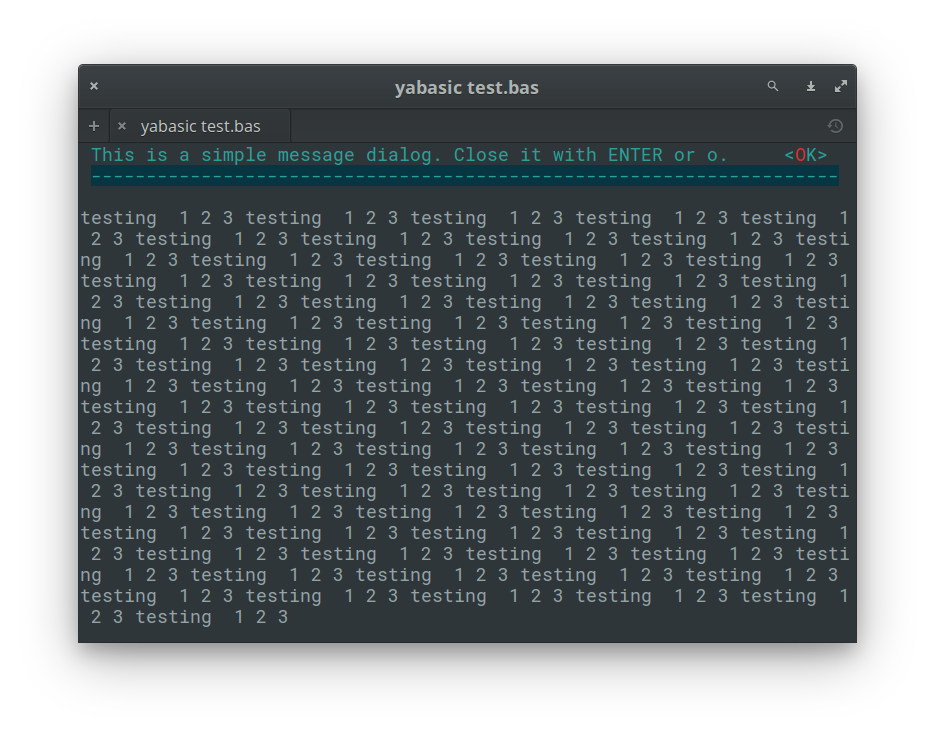 yabasic test.bas
yabasic test.bas
This is a simple message dialog. Close it with ENTER or o.     <OK>
--------------------------------------------------------------------
testing  1 2 3 testing  1 2 3 testing  1 2 3 testing  1 2 3 testing  1
 2 3 testing  1 2 3 testing  1 2 3 testing  1 2 3 testing  1 2 3 testi
ng  1 2 3 testing  1 2 3 testing  1 2 3 testing  1 2 3 testing  1 2 3
testing  1 2 3 testing  1 2 3 testing  1 2 3 testing  1 2 3 testing  1
 2 3 testing  1 2 3 testing  1 2 3 testing  1 2 3 testing  1 2 3 testi
ng  1 2 3 testing  1 2 3 testing  1 2 3 testing  1 2 3 testing  1 2 3
testing  1 2 3 testing  1 2 3 testing  1 2 3 testing  1 2 3 testing  1
 2 3 testing  1 2 3 testing  1 2 3 testing  1 2 3 testing  1 2 3 testi
ng  1 2 3 testing  1 2 3 testing  1 2 3 testing  1 2 3 testing  1 2 3
testing  1 2 3 testing  1 2 3 testing  1 2 3 testing  1 2 3 testing  1
 2 3 testing  1 2 3 testing  1 2 3 testing  1 2 3 testing  1 2 3 testi
ng  1 2 3 testing  1 2 3 testing  1 2 3 testing  1 2 3 testing  1 2 3
testing  1 2 3 testing  1 2 3 testing  1 2 3 testing  1 2 3 testing  1
 2 3 testing  1 2 3 testing  1 2 3 testing  1 2 3 testing  1 2 3 testi
ng  1 2 3 testing  1 2 3 testing  1 2 3 testing  1 2 3 testing  1 2 3
testing  1 2 3 testing  1 2 3 testing  1 2 3 testing  1 2 3 testing  1
 2 3 testing  1 2 3 testing  1 2 3 testing  1 2 3 testing  1 2 3 testi
ng  1 2 3 testing  1 2 3 testing  1 2 3 testing  1 2 3 testing  1 2 3
testing  1 2 3 testing  1 2 3 testing  1 2 3 testing  1 2 3 testing  1
 2 3 testing  1 2 3